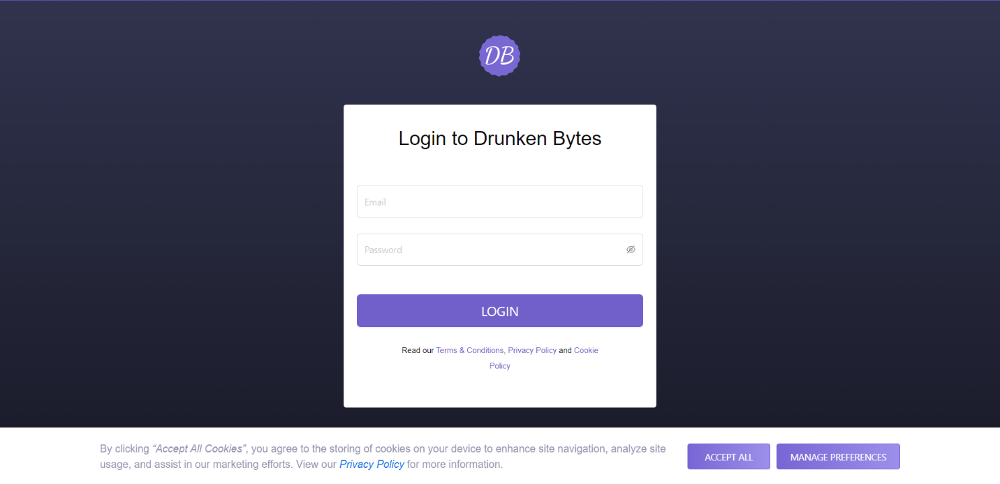 DB
Login to Drunken Bytes
Email
Password
LOGIN
Read our Terms & Conditions, Privacy Policy and Cookie
Policy
By clicking “Accept All Cookies”, you agree to the storing of cookies on your device to enhance site navigation, analyze site
usage, and assist in our marketing efforts. View our Privacy Policy for more information.
ACCEPT ALL
MANAGE PREFERENCES